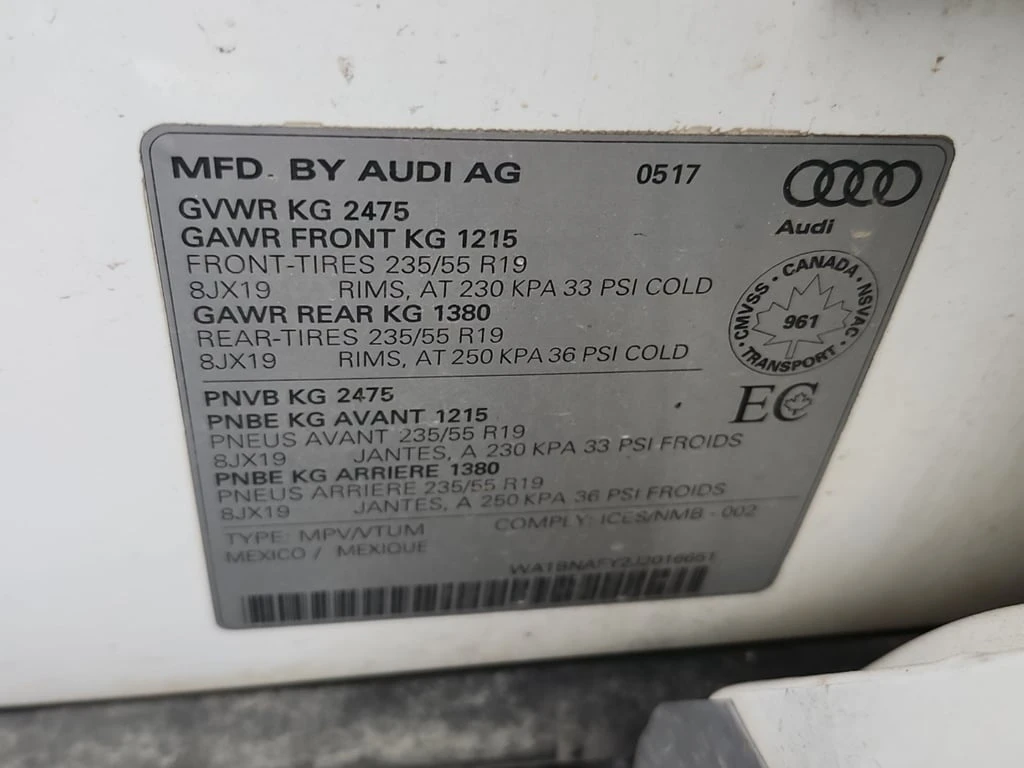 MFD. BY AUDI AG 0517
Audi
GVWR KG 2475
GAWR FRONT KG 1215
FRONT-TIRES 235/55 R19
8JX19 RIMS, AT 230 KPA 33 PSI COLD
GAWR REAR KG 1380
REAR-TIRES 235/55 R19
8JX19 RIMS, AT 250 KPA 36 PSI COLD
CMVSS · CANADA · NSVAC · TRANSPORT ·
961
PNVB KG 2475
EC
PNBE KG AVANT 1215
PNEUS AVANT 235/55 R19
8JX19 JANTES, A 230 KPA 33 PSI FROIDS
PNBE KG ARRIERE 1380
PNEUS ARRIERE 235/55 R19
8JX19 JANTES, A 250 KPA 36 PSI FROIDS
TYPE: MPV/VTUM COMPLY: ICES/NMB - 002
MEXICO / MEXIQUE